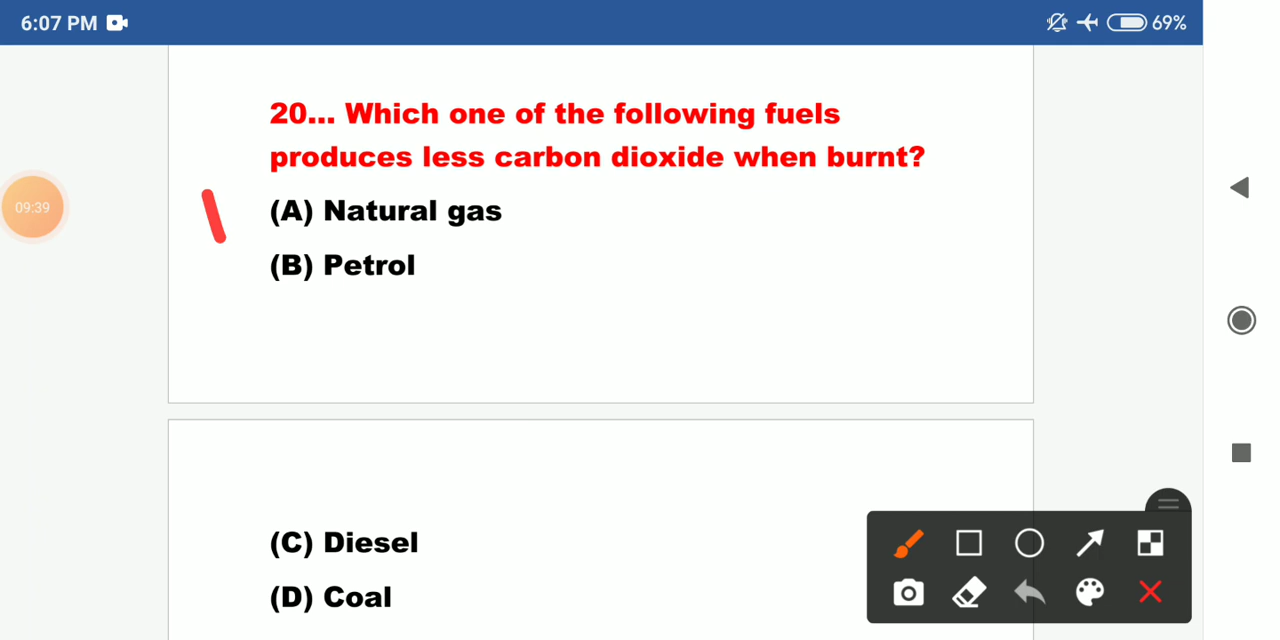 6:07 PM
69%
20... Which one of the following fuels
produces less carbon dioxide when burnt?
09:39
(A) Natural gas
(B) Petrol
(C) Diesel
(D) Coal